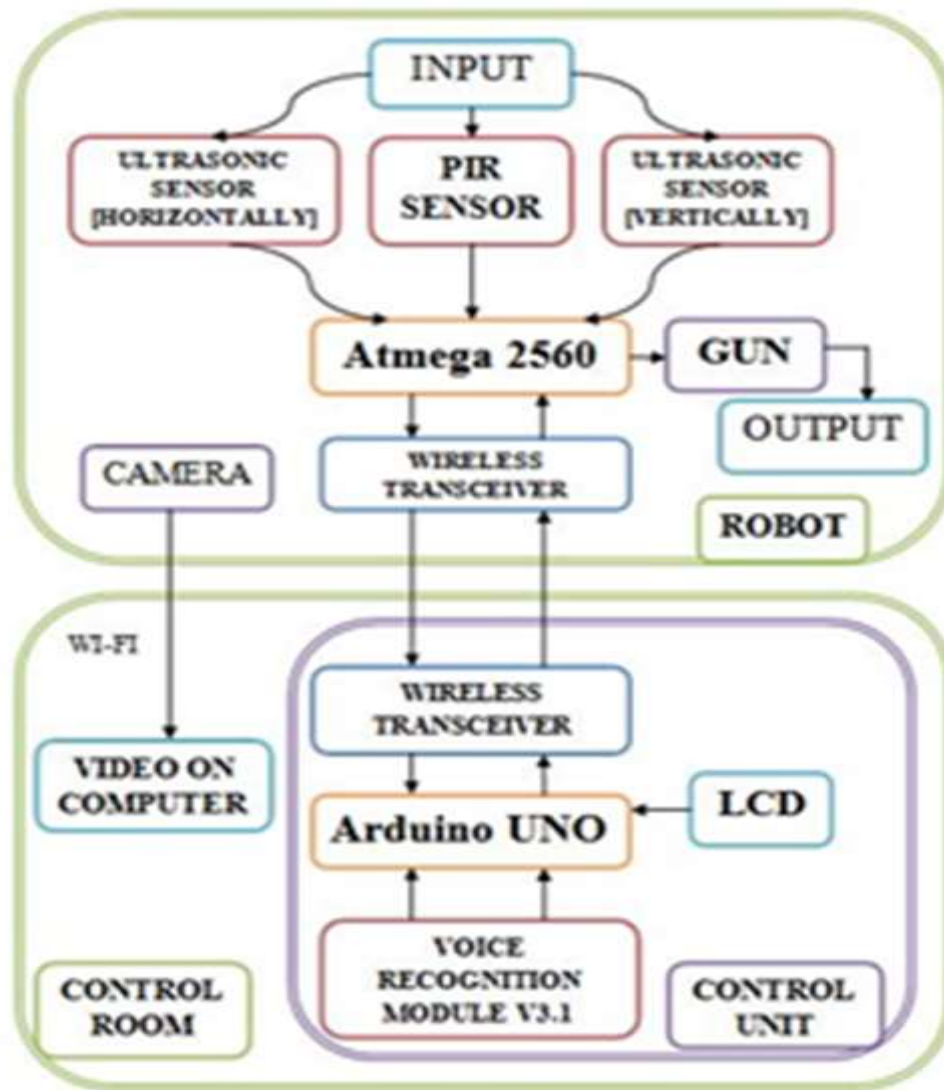 INPUT
ULTRASONIC
SENSOR
[HORIZONTALLY]
PIR
SENSOR
ULTRASONIC
SENSOR
[VERTICALLY]
Atmega 2560
GUN
OUTPUT
CAMERA
WIRELESS
TRANSCEIVER
ROBOT
WI-FI
WIRELESS
TRANSCEIVER
VIDEO ON
COMPUTER
Arduino UNO
LCD
VOICE
RECOGNITION
MODULE V3.1
CONTROL
ROOM
CONTROL
UNIT